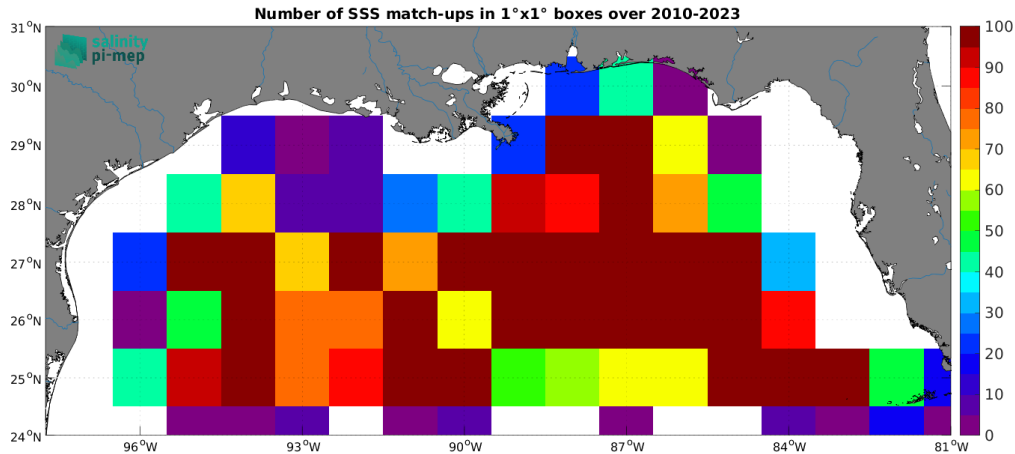 Number of SSS match-ups in 1°x1° boxes over 2010-2023
salinity
pi-mep
31°N
30°N
29°N
28°N
27°N
26°N
25°N
24°N
96°W
93°W
90°W
87°W
84°W
81°W
100
90
80
70
60
50
40
30
20
10
0